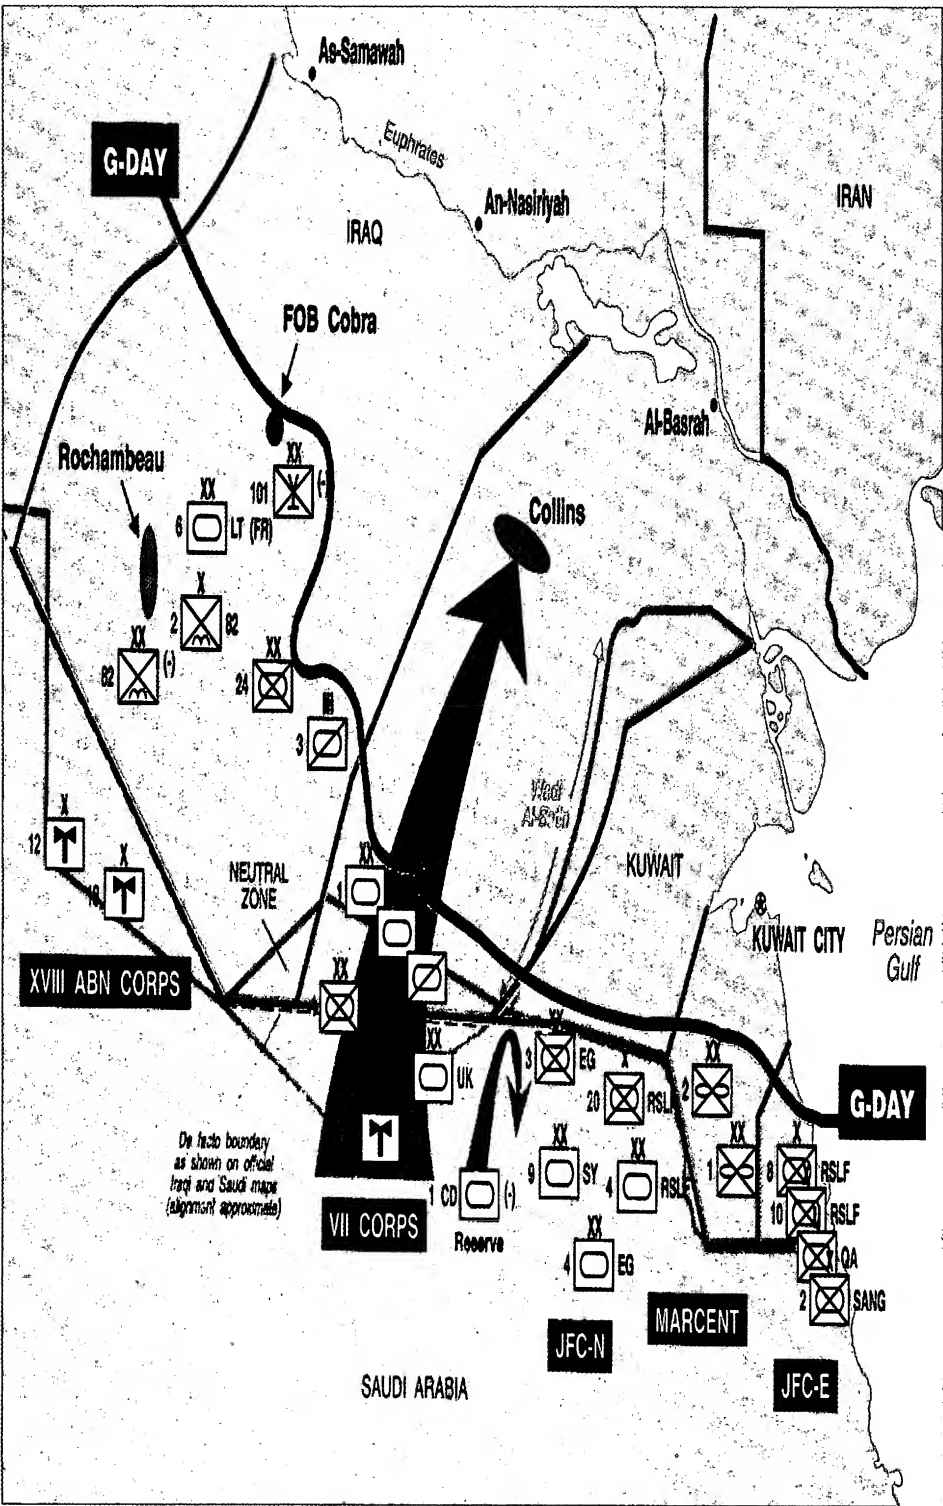 As-Samawah
Euphrates
G-DAY
An-Nasiriyah
IRAN
IRAQ
FOB Cobra
Al-Basrah
Rochambeau
XX
101
(-
XX
6
LT (FR)
Collins
X
2
82
XX
82
(-)
XX
24
III
3
Wadi
Al-Batin
X
12
X
18
NEUTRAL
ZONE
XX
1
KUWAIT
KUWAIT CITY
Persian
Gulf
XVIII ABN CORPS
XX
XX
UK
XX
3
EG
X
20
RSLF
XX
2
G-DAY
De facto boundary
as shown on official
Iraqi and Saudi maps
(alignment approximate)
VII CORPS
1 CD
(-)
Reserve
XX
9
SY
XX
4
RSLF
XX
1
X
8
RSLF
10
RSLF
QA
2
SANG
XX
4
EG
JFC-N
MARCENT
JFC-E
SAUDI ARABIA